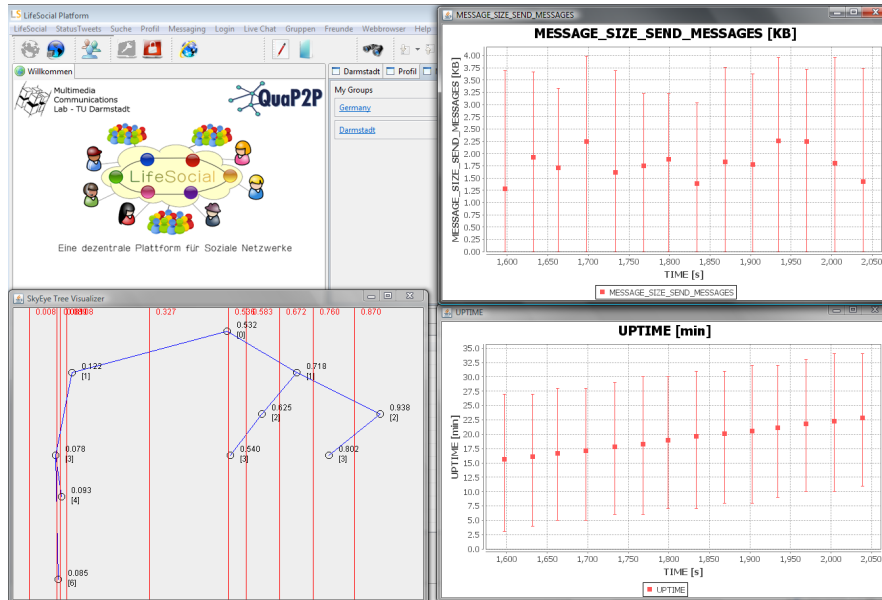 LifeSocial Platform
LifeSocial StatusTweets Suche Profil Messaging Login Live Chat Gruppen Freunde Webbrowser Help
Willkommen
Multimedia
Communications
Lab - TU Darmstadt
QuaP2P
LifeSocial
Eine dezentrale Plattform für Soziale Netzwerke
Darmstadt Profil
My Groups
Germany
Darmstadt
MESSAGE_SIZE_SEND_MESSAGES
MESSAGE_SIZE_SEND_MESSAGES [KB]
MESSAGE_SIZE_SEND_MESSAGES [KB]
4.00
3.75
3.50
3.25
3.00
2.75
2.50
2.25
2.00
1.75
1.50
1.25
1.00
0.75
0.50
0.25
0.00
1,600 1,650 1,700 1,750 1,800 1,850 1,900 1,950 2,000 2,050
TIME [s]
MESSAGE_SIZE_SEND_MESSAGES
SkyEye Tree Visualizer
0.327 0.583 0.672 0.760 0.870
0.532
[0]
0.122
[1]
0.718
[1]
0.625
[2]
0.938
[2]
0.078
[3]
0.540
[3]
0.802
[3]
0.093
[4]
0.085
[6]
UPTIME
UPTIME [min]
UPTIME [min]
35.0
32.5
30.0
27.5
25.0
22.5
20.0
17.5
15.0
12.5
10.0
7.5
5.0
2.5
0.0
1,600 1,650 1,700 1,750 1,800 1,850 1,900 1,950 2,000 2,050
TIME [s]
UPTIME